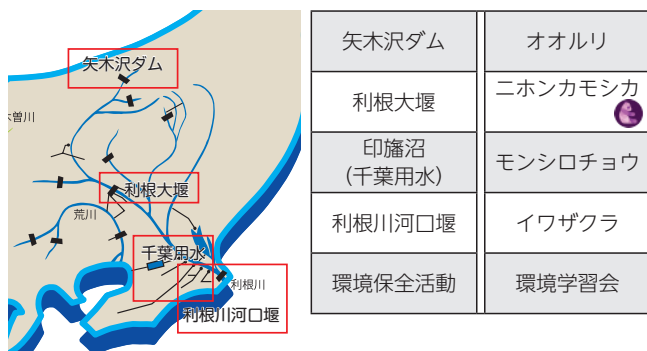 矢木沢ダム
木曽川
利根大堰
荒川
千葉用水
利根川
利根川河口堰
矢木沢ダム
オオルリ
利根大堰
ニホンカモシカ
印旛沼
(千葉用水)
モンシロチョウ
利根川河口堰
イワザクラ
環境保全活動
環境学習会